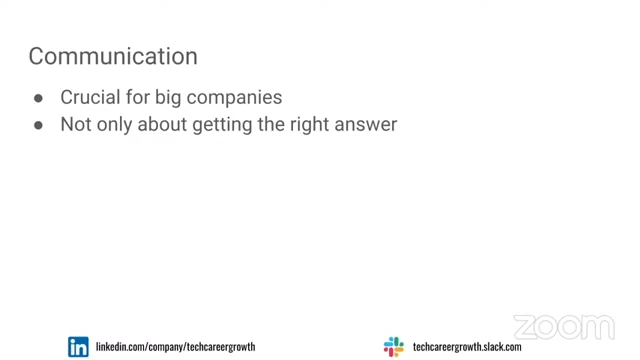 Communication
● Crucial for big companies
● Not only about getting the right answer
zoom
in linkedin.com/company/techcareergrowth
techcareergrowth.slack.com